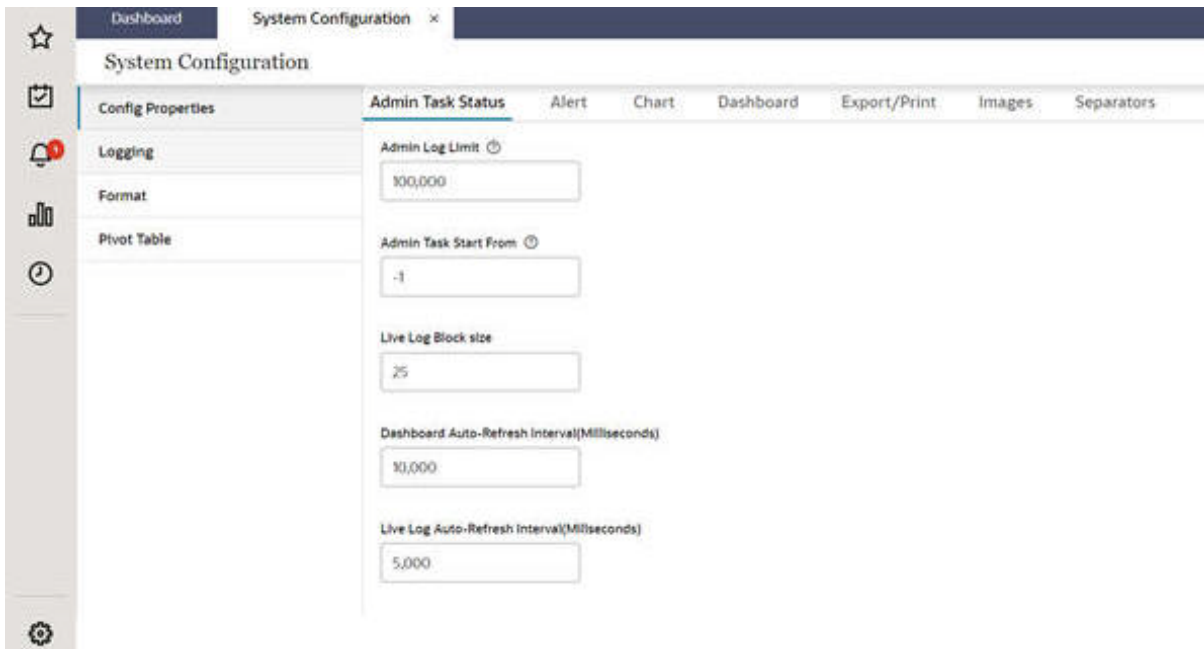 Dashboard System Configuration ×
System Configuration
Config Properties
Logging
Format
Pivot Table
Admin Task Status Alert Chart Dashboard Export/Print Images Separators
Admin Log Limit
100,000
Admin Task Start From
-1
Live Log Block size
25
Dashboard Auto-Refresh Interval(Milliseconds)
10,000
Live Log Auto-Refresh Interval(Milliseconds)
5,000